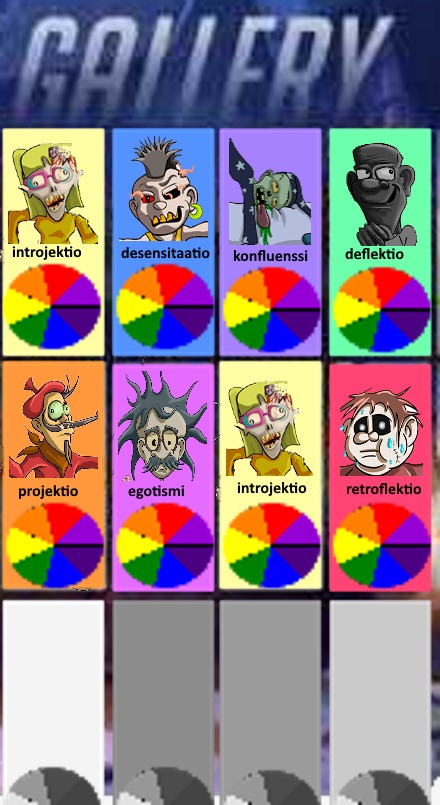 GALLERY
introjektio desensitaatio konfluenssi deflektio
projektio egotismi introjektio retroflektio